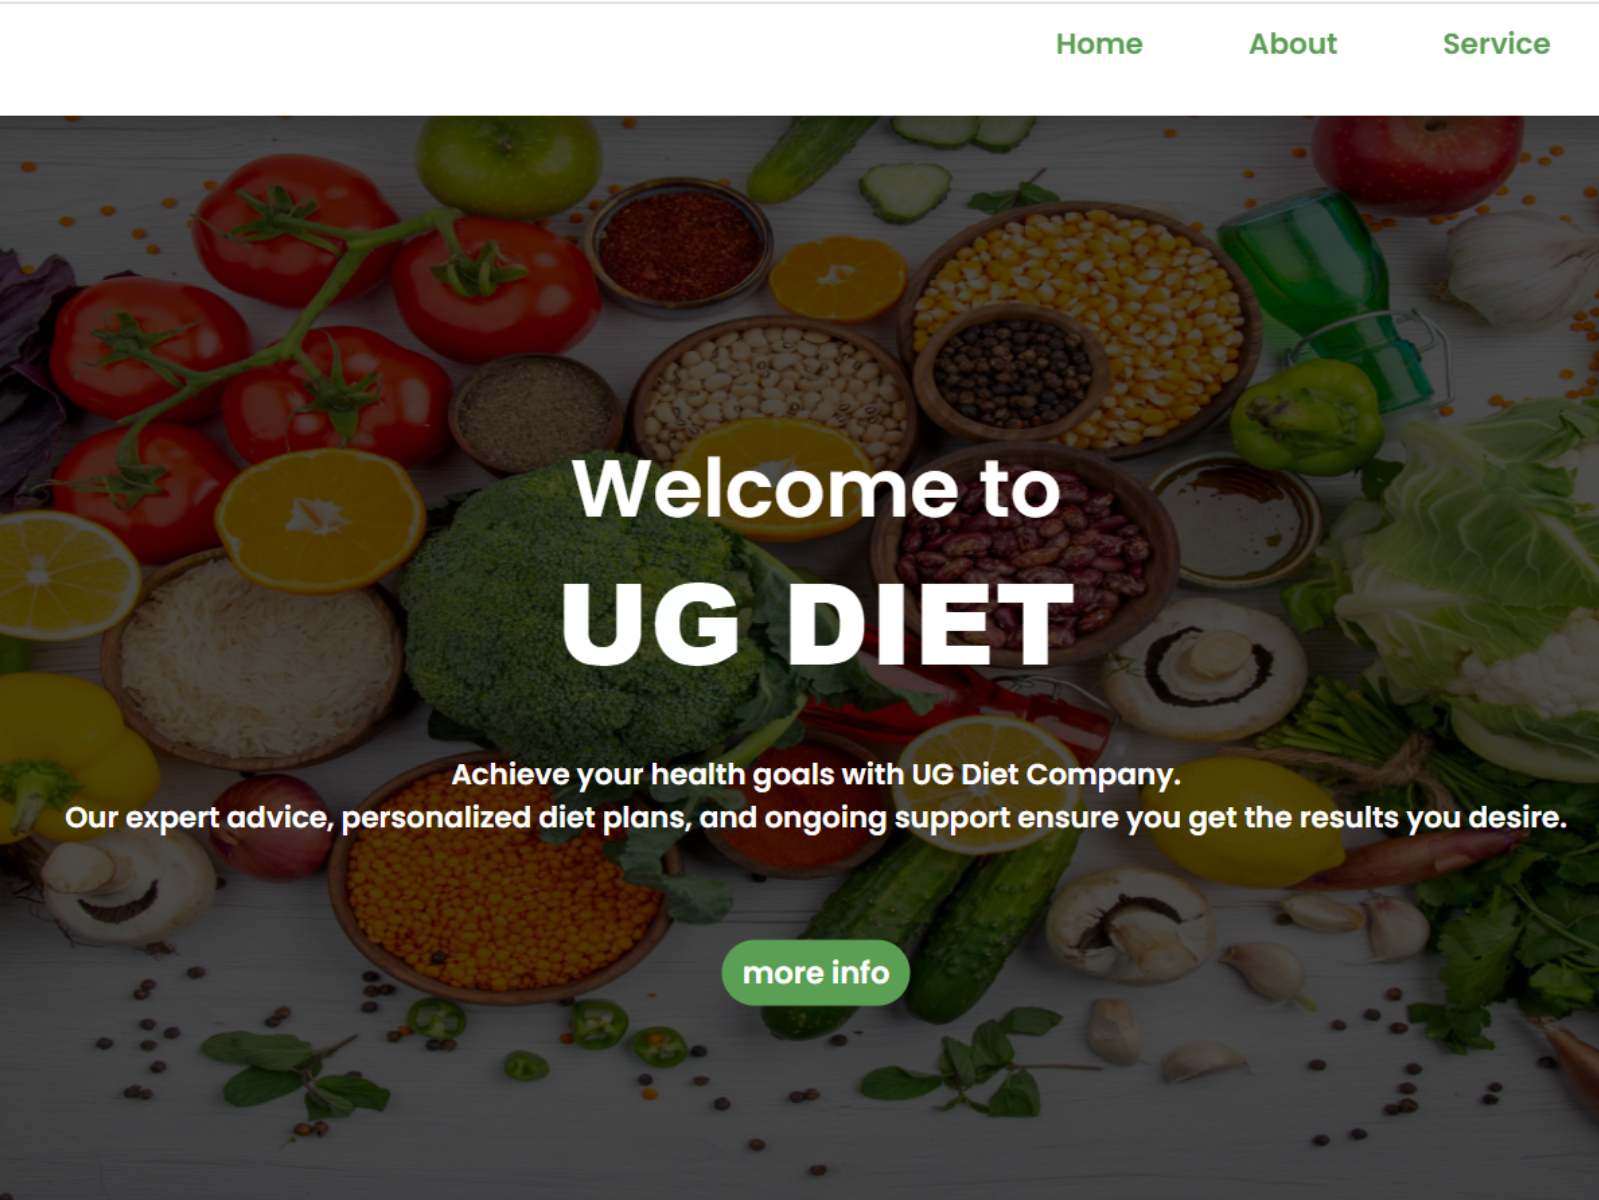 Home About Service
Welcome to
UG DIET
Achieve your health goals with UG Diet Company.
Our expert advice, personalized diet plans, and ongoing support ensure you get the results you desire.
more info